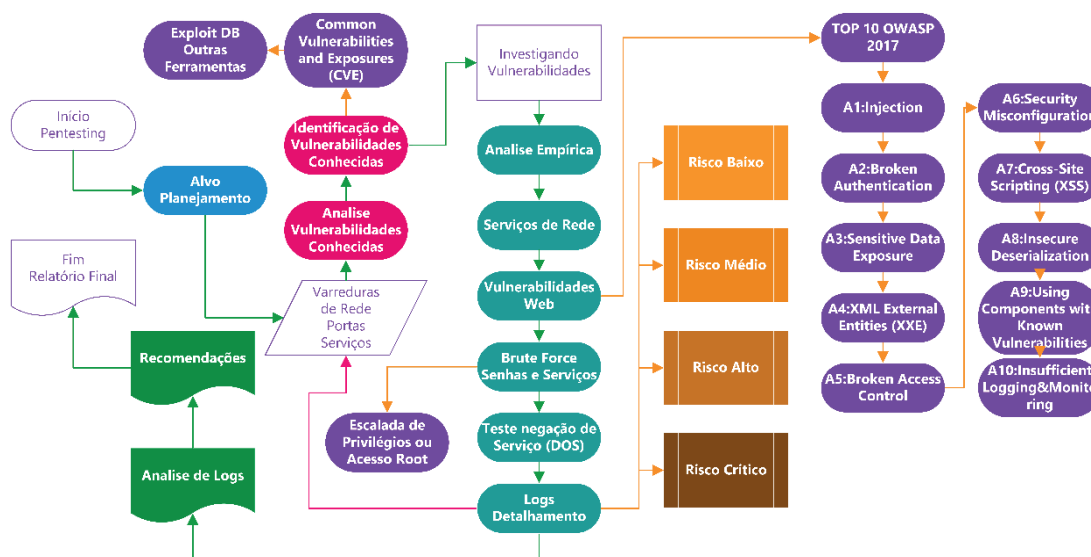 Início
Pentesting
Alvo
Planejamento
Fim
Relatório Final
Recomendações
Analise de Logs
Exploit DB
Outras
Ferramentas
Common
Vulnerabilities
and Exposures
(CVE)
Identificação de
Vulnerabilidades
Conhecidas
Analise
Vulnerabilidades
Conhecidas
Varreduras
de Rede
Portas
Serviços
Escalada de
Privilégios ou
Acesso Root
Investigando
Vulnerabilidades
Analise Empírica
Serviços de Rede
Vulnerabilidades
Web
Brute Force
Senhas e Serviços
Teste negação de
Serviço (DOS)
Logs
Detalhamento
Risco Baixo
Risco Médio
Risco Alto
Risco Crítico
TOP 10 OWASP
2017
A1:Injection
A2:Broken
Authentication
A3:Sensitive Data
Exposure
A4:XML External
Entities (XXE)
A5:Broken Access
Control
A6:Security
Misconfiguration
A7:Cross-Site
Scripting (XSS)
A8:Insecure
Deserialization
A9:Using
Components with
Known
Vulnerabilities
A10:Insufficient
Logging&Monito
ring